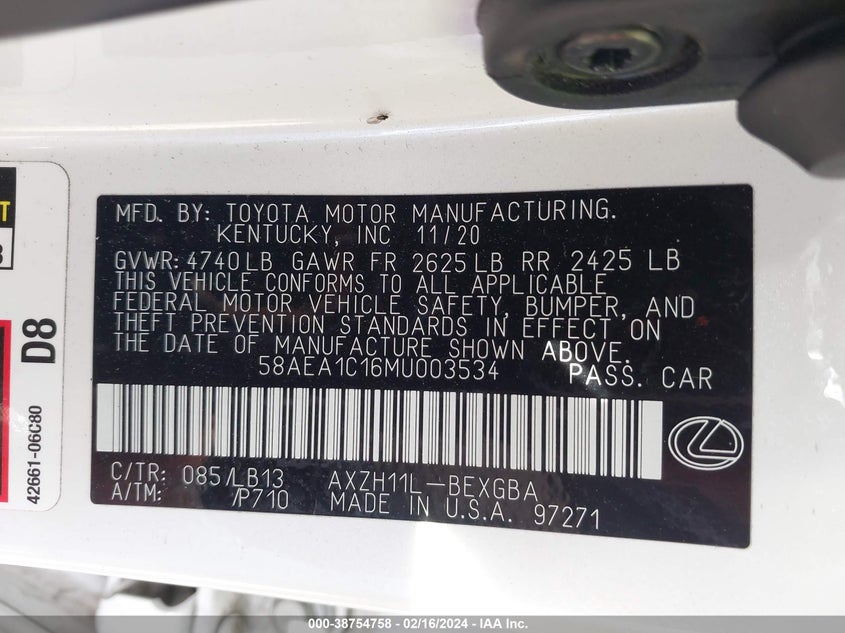 MFD. BY: TOYOTA MOTOR MANUFACTURING.
KENTUCKY, INC 11/20
GVWR: 4740 LB GAWR FR 2625 LB RR 2425 LB
THIS VEHICLE CONFORMS TO ALL APPLICABLE
FEDERAL MOTOR VEHICLE SAFETY, BUMPER, AND
THEFT PREVENTION STANDARDS IN EFFECT ON
THE DATE OF MANUFACTURE SHOWN ABOVE.
58AEA1C16MU003534 PASS. CAR
C/TR: 085/LB13 AXZH11L-BEXGBA
A/TM: /P710 MADE IN U.S.A. 97271
D8
42661-06C80
000-38754758 - 02/16/2024 - IAA Inc.